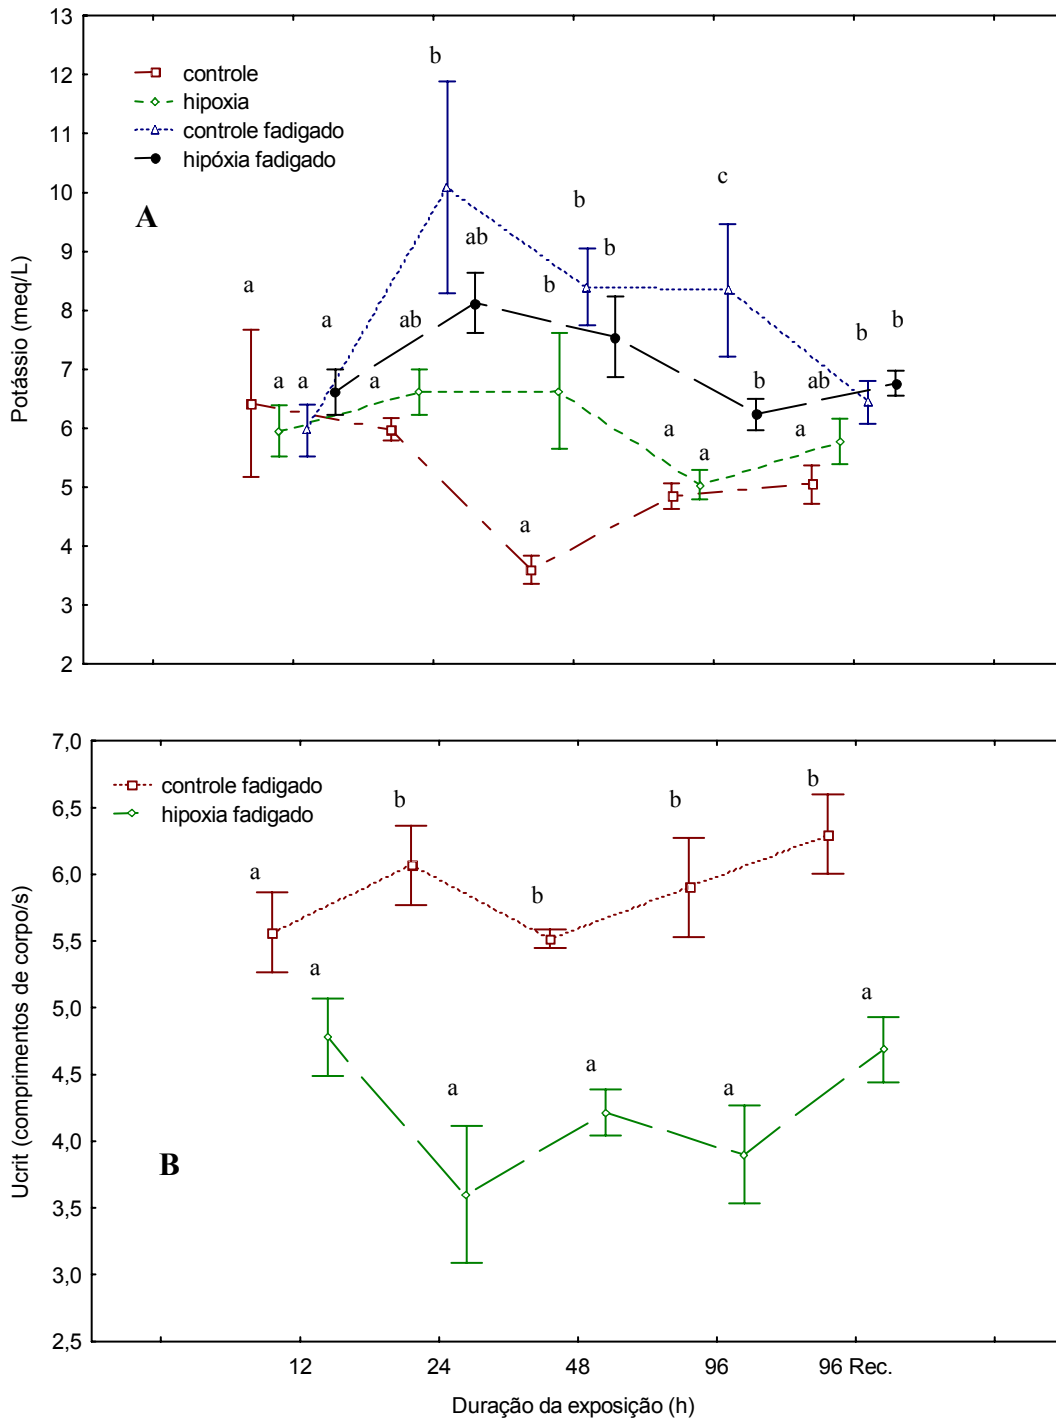 13
12
11
10
9
8
7
6
5
4
3
2
Potássio (meq/L)
controle
hipoxia
controle fadigado
hipóxia fadigado
A
b
c
b
ab
b
a
b
a
ab
b
b
a
a
a
b
ab
a
a
a
a
7,0
6,5
6,0
5,5
5,0
4,5
4,0
3,5
3,0
2,5
Ucrit (comprimentos de corpo/s)
controle fadigado
hipoxia fadigado
B
b
b
b
a
b
a
a
a
a
a
12
24
48
96
96 Rec.
Duração da exposição (h)